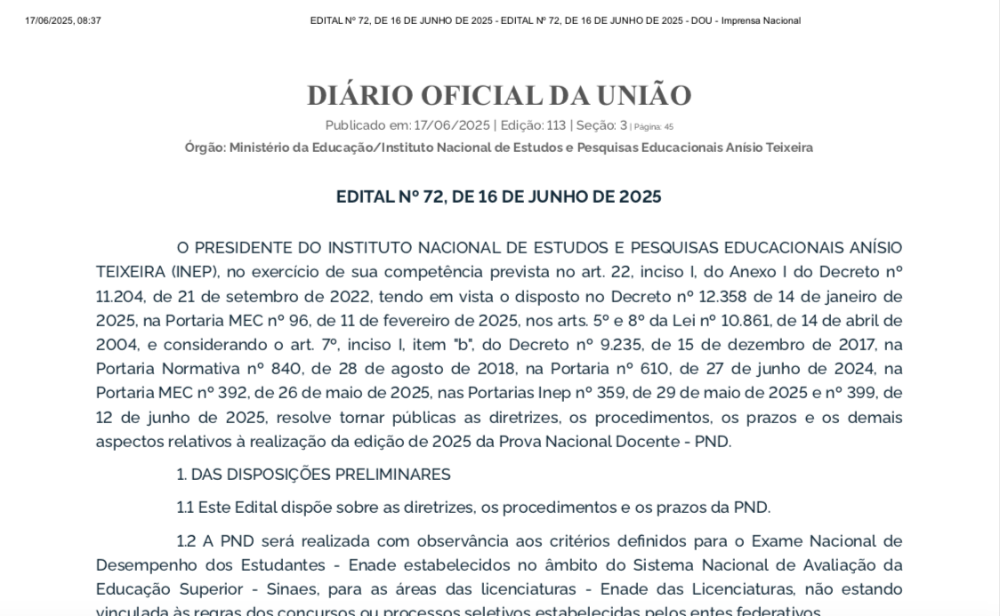 17/06/2025, 08:37 EDITAL Nº 72, DE 16 DE JUNHO DE 2025 - EDITAL Nº 72, DE 16 DE JUNHO DE 2025 - DOU - Imprensa Nacional
DIÁRIO OFICIAL DA UNIÃO
Publicado em: 17/06/2025 | Edição: 113 | Seção: 3 | Página: 45
Órgão: Ministério da Educação/Instituto Nacional de Estudos e Pesquisas Educacionais Anísio Teixeira
EDITAL Nº 72, DE 16 DE JUNHO DE 2025
O PRESIDENTE DO INSTITUTO NACIONAL DE ESTUDOS E PESQUISAS EDUCACIONAIS ANÍSIO
TEIXEIRA (INEP), no exercício de sua competência prevista no art. 22, inciso I, do Anexo I do Decreto nº
11.204, de 21 de setembro de 2022, tendo em vista o disposto no Decreto nº 12.358 de 14 de janeiro de
2025, na Portaria MEC nº 96, de 11 de fevereiro de 2025, nos arts. 5º e 8º da Lei nº 10.861, de 14 de abril de
2004, e considerando o art. 7º, inciso I, item "b", do Decreto nº 9.235, de 15 de dezembro de 2017, na
Portaria Normativa nº 840, de 28 de agosto de 2018, na Portaria nº 610, de 27 de junho de 2024, na
Portaria MEC nº 392, de 26 de maio de 2025, nas Portarias Inep nº 359, de 29 de maio de 2025 e nº 399, de
12 de junho de 2025, resolve tornar públicas as diretrizes, os procedimentos, os prazos e os demais
aspectos relativos à realização da edição de 2025 da Prova Nacional Docente - PND.
1. DAS DISPOSIÇÕES PRELIMINARES
1.1 Este Edital dispõe sobre as diretrizes, os procedimentos e os prazos da PND.
1.2 A PND será realizada com observância aos critérios definidos para o Exame Nacional de
Desempenho dos Estudantes - Enade estabelecidos no âmbito do Sistema Nacional de Avaliação da
Educação Superior - Sinaes, para as áreas das licenciaturas - Enade das Licenciaturas, não estando
vinculada às regras dos concursos ou processos seletivos estabelecidas pelos entes federativos.